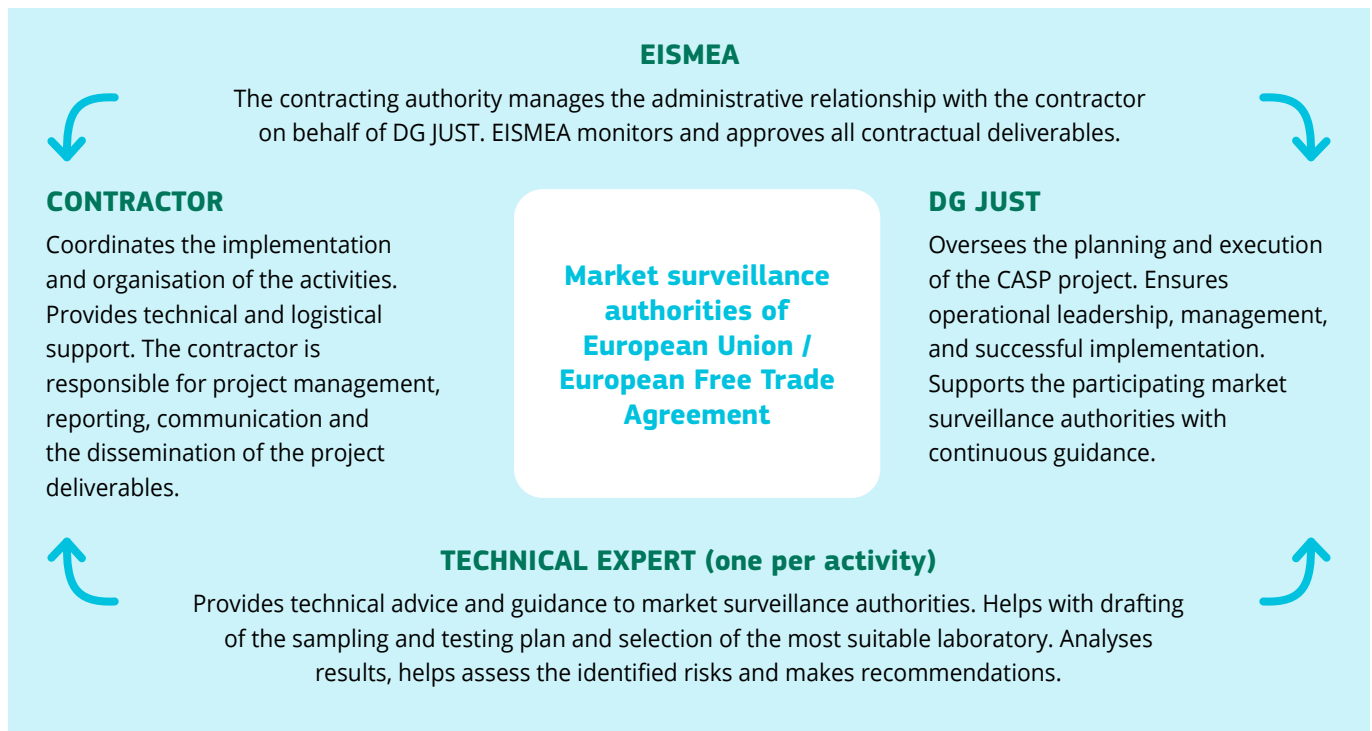 EISMEA
The contracting authority manages the administrative relationship with the contractor
on behalf of DG JUST. EISMEA monitors and approves all contractual deliverables.
CONTRACTOR
Coordinates the implementation
and organisation of the activities.
Provides technical and logistical
support. The contractor is
responsible for project management,
reporting, communication and
the dissemination of the project
deliverables.
Market surveillance
authorities of
European Union /
European Free Trade
Agreement
DG JUST
Oversees the planning and execution
of the CASP project. Ensures
operational leadership, management,
and successful implementation.
Supports the participating market
surveillance authorities with
continuous guidance.
TECHNICAL EXPERT (one per activity)
Provides technical advice and guidance to market surveillance authorities. Helps with drafting
of the sampling and testing plan and selection of the most suitable laboratory. Analyses
results, helps assess the identified risks and makes recommendations.